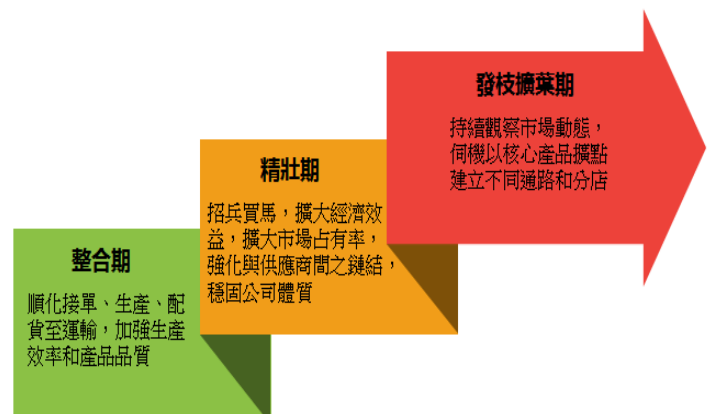 整合期
順化接單、生產、配
貨至運輸，加強生產
效率和產品品質
精壯期
招兵買馬，擴大經濟效
益，擴大市場占有率，
強化與供應商間之鏈結，
穩固公司體質
發枝擴葉期
持續觀察市場動態，
伺機以核心產品擴點
建立不同通路和分店